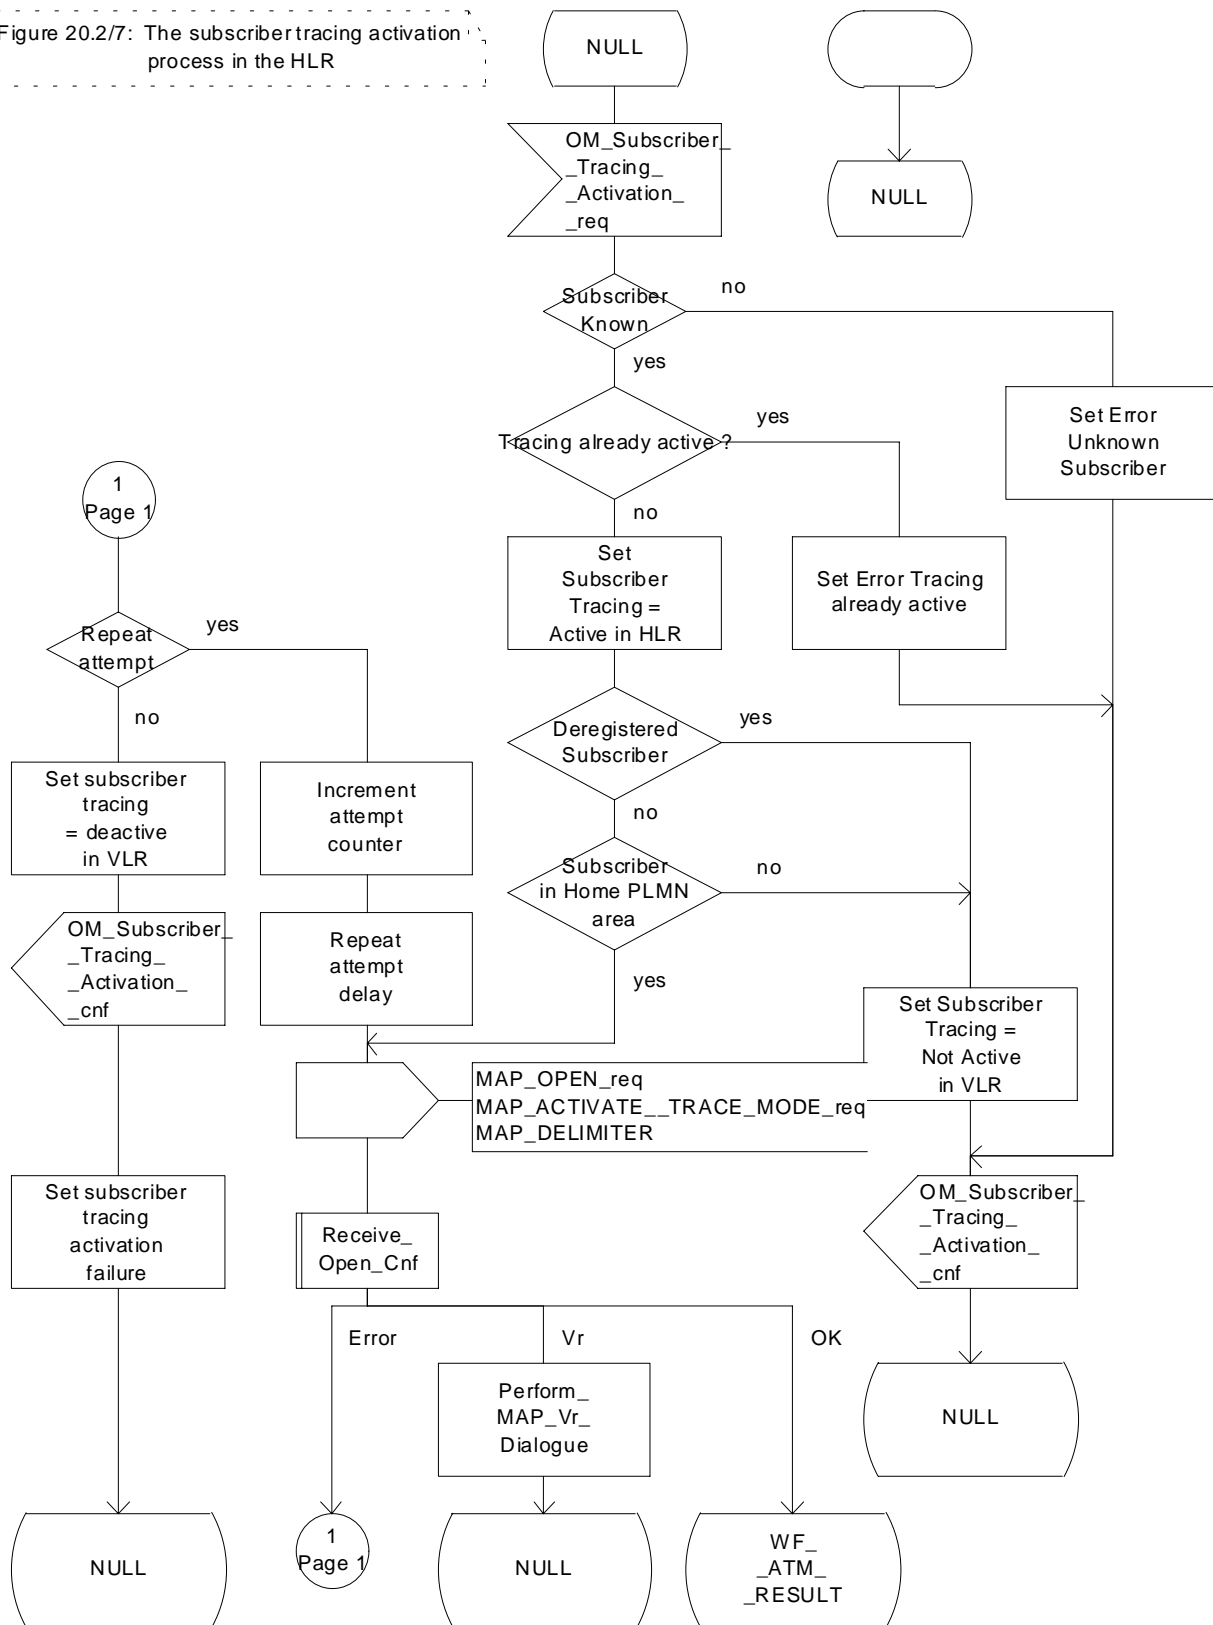 Figure 20.2/7: The subscriber tracing activation
process in the HLR
NULL
OM_Subscriber_
_Tracing_
_Activation_
_req
NULL
Subscriber
Known
no
yes
Tracing already active ?
yes
Set Error
Unknown
Subscriber
1
Page 1
no
Set
Subscriber
Tracing =
Active in HLR
Set Error Tracing
already active
Repeat
attempt
yes
no
Deregistered
Subscriber
yes
Set subscriber
tracing
= deactive
in VLR
Increment
attempt
counter
no
Subscriber
in Home PLMN
area
no
OM_Subscriber_
_Tracing_
_Activation_
_cnf
Repeat
attempt
delay
yes
Set Subscriber
Tracing =
Not Active
in VLR
MAP_OPEN_req
MAP_ACTIVATE__TRACE_MODE_req
MAP_DELIMITER
Set subscriber
tracing
activation
failure
Receive_
Open_Cnf
OM_Subscriber_
_Tracing_
_Activation_
_cnf
Error
Vr
OK
Perform_
MAP_Vr_
Dialogue
NULL
NULL
1
Page 1
NULL
WF_
_ATM_
_RESULT